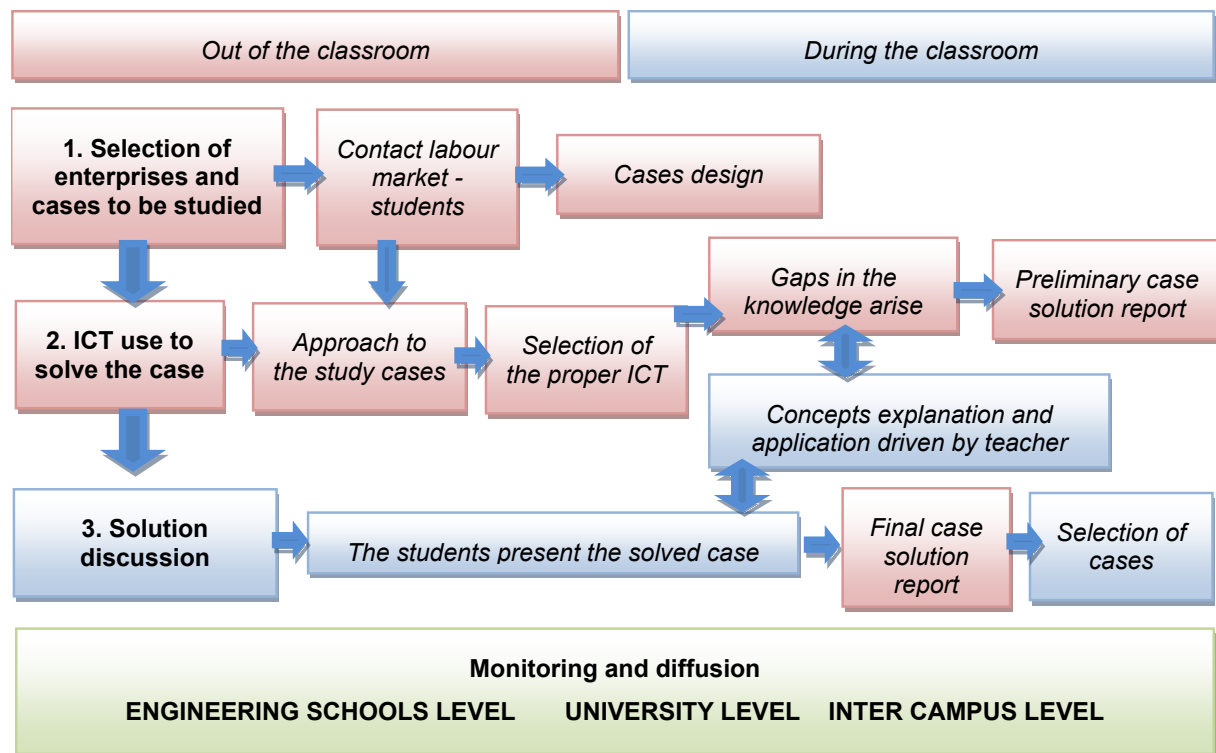 Out of the classroom
During the classroom
1. Selection of
enterprises and
cases to be studied
Contact labour
market -
students
Cases design
2. ICT use to
solve the case
Approach to
the study cases
Selection of
the proper ICT
Gaps in the
knowledge arise
Preliminary case
solution report
Concepts explanation and
application driven by teacher
3. Solution
discussion
The students present the solved case
Final case
solution
report
Selection of
cases
Monitoring and diffusion
ENGINEERING SCHOOLS LEVEL UNIVERSITY LEVEL INTER CAMPUS LEVEL